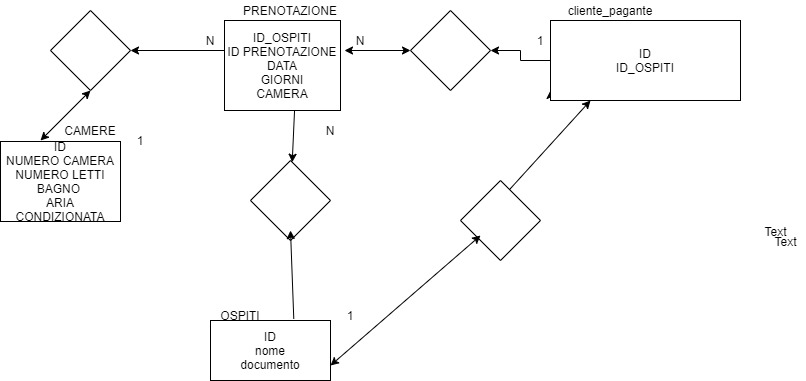 PRENOTAZIONE
cliente_pagante
N
ID_OSPITI
ID PRENOTAZIONE
DATA
GIORNI
CAMERA
N
1
ID
ID_OSPITI
CAMERE
1
N
ID
NUMERO CAMERA
NUMERO LETTI
BAGNO
ARIA
CONDIZIONATA
Text
Text
OSPITI
1
ID
nome
documento